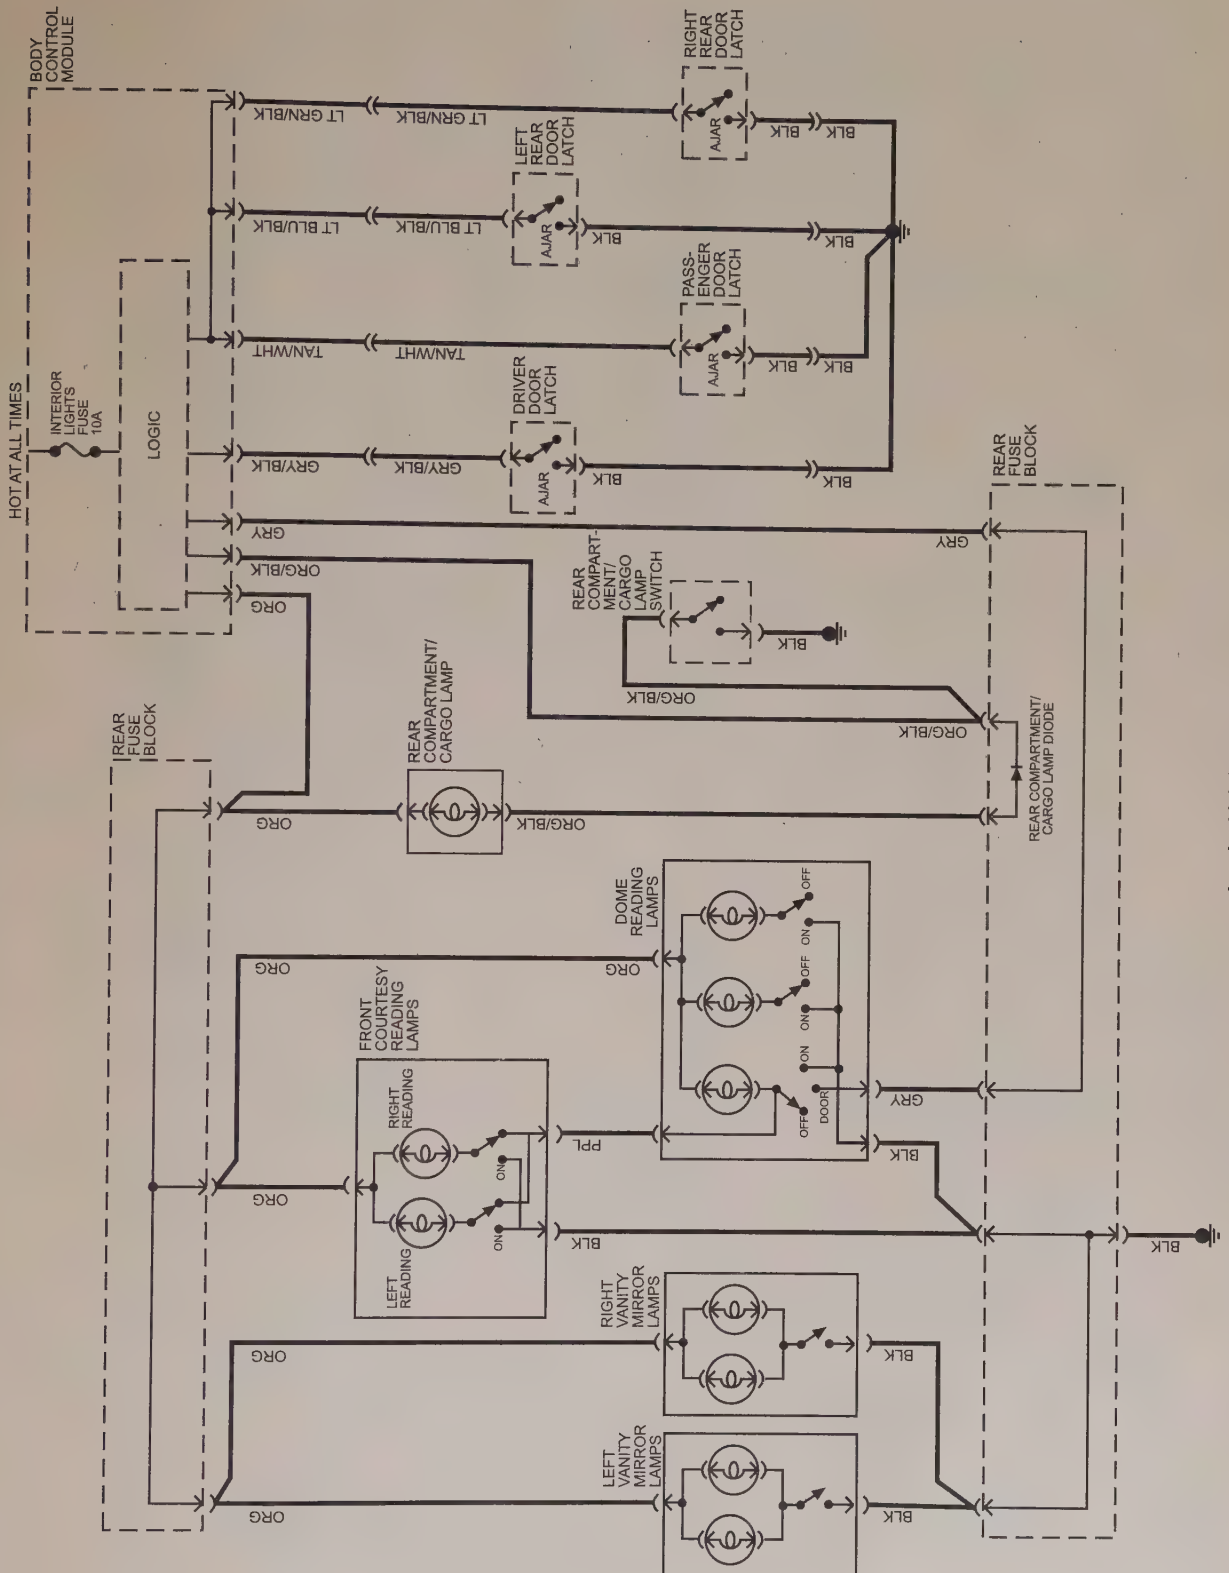 HOT AT ALL TIMES
BODY
CONTROL
MODULE
INTERIOR
LIGHTS
FUSE
10A
LOGIC
ORG
ORG/BLK
GRY
GRY/BLK
TAN/WHT
LT BLU/BLK
LT GRN/BLK
GRY/BLK
TAN/WHT
LT BLU/BLK
LT GRN/BLK
DRIVER
DOOR
LATCH
AJAR
BLK
BLK
PASS-
ENGER
DOOR
LATCH
AJAR
BLK
BLK
LEFT
REAR
DOOR
LATCH
AJAR
BLK
BLK
RIGHT
REAR
DOOR
LATCH
AJAR
BLK
BLK
REAR
FUSE
BLOCK
ORG
ORG
ORG
ORG
ORG
REAR
COMPARTMENT/
CARGO LAMP
ORG/BLK
REAR
COMPART-
MENT/
CARGO
LAMP
SWITCH
BLK
ORG/BLK
ORG/BLK
GRY
REAR
FUSE
BLOCK
REAR COMPARTMENT/
CARGO LAMP DIODE
FRONT
COURTESY
READING
LAMPS
LEFT
READING
RIGHT
READING
ON
ON
BLK
PPL
DOME
READING
LAMPS
ORG
OFF
DOOR
ON
ON
OFF
ON
OFF
BLK
GRY
LEFT
VANITY
MIRROR
LAMPS
BLK
RIGHT
VANITY
MIRROR
LAMPS
BLK
BLK